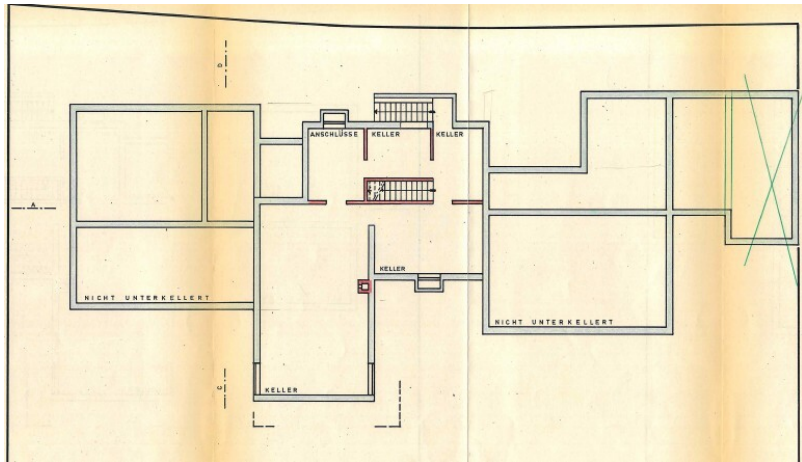 D
ANSCHLÜSSE
KELLER
KELLER
A
KELLER
NICHT UNTERKELLERT
NICHT UNTERKELLERT
C
KELLER